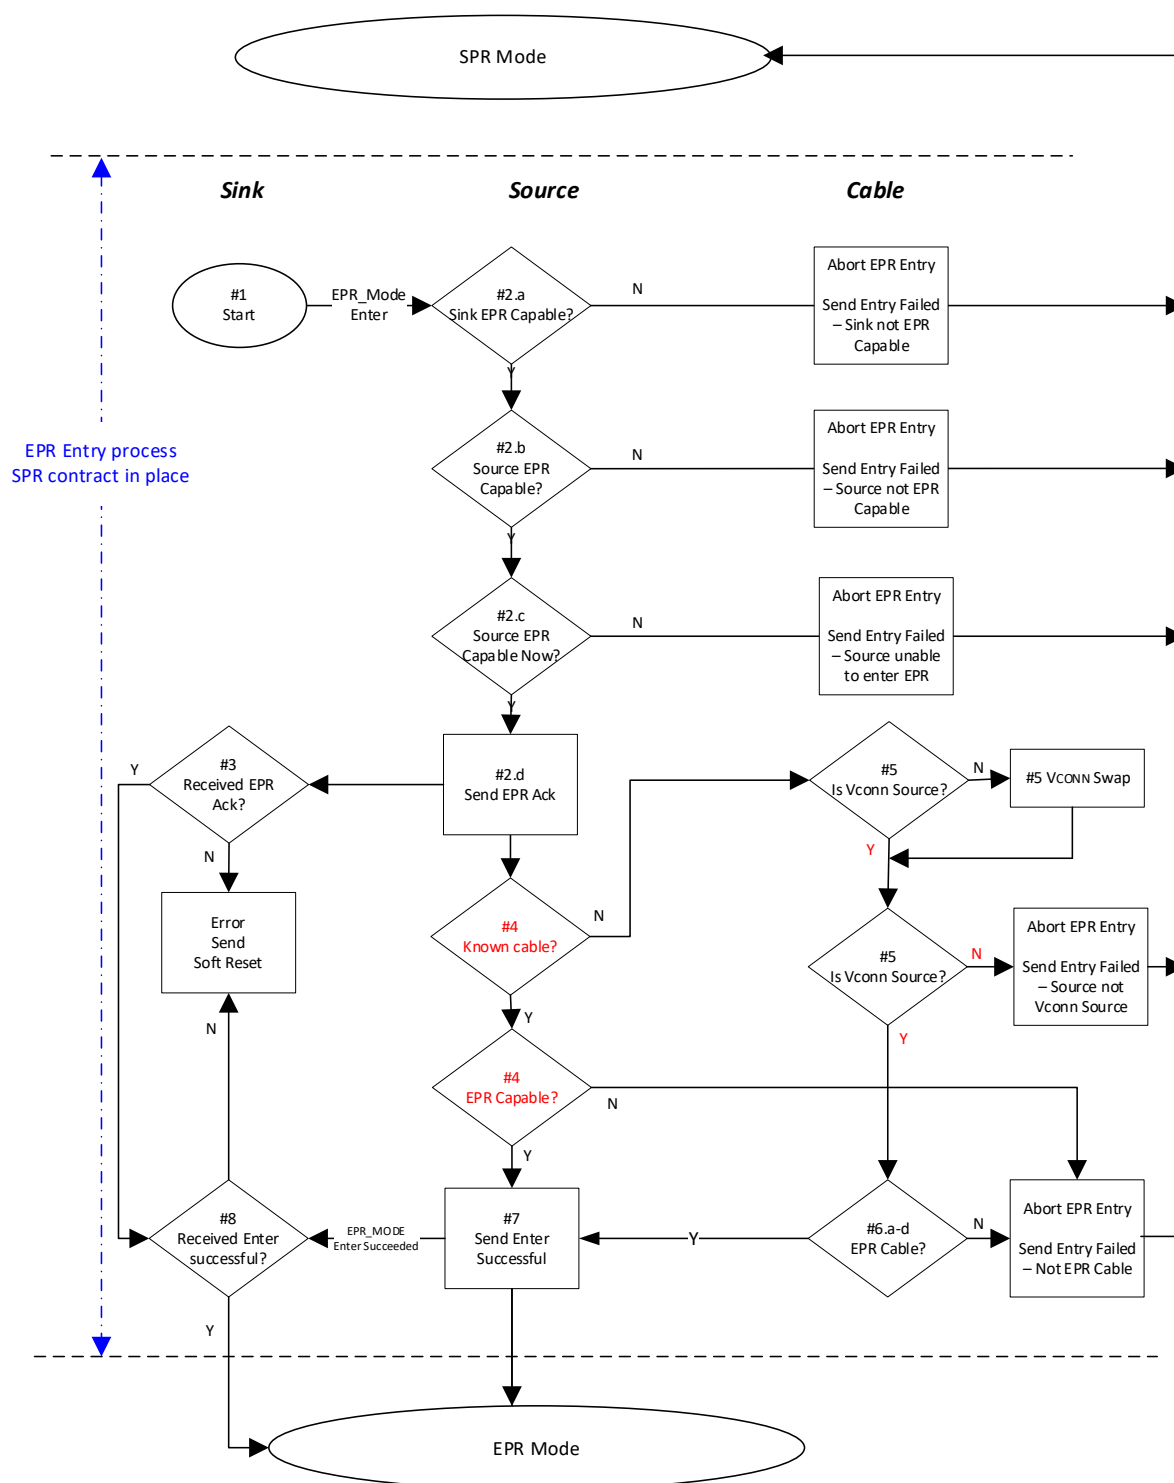 SPR Mode
Sink
Source
Cable
#1
Start
EPR_Mode
Enter
#2.a
Sink EPR Capable?
N
Abort EPR Entry
Send Entry Failed
– Sink not EPR
Capable
Y
EPR Entry process
SPR contract in place
#2.b
Source EPR
Capable?
N
Abort EPR Entry
Send Entry Failed
– Source not EPR
Capable
Y
#2.c
Source EPR
Capable Now?
N
Abort EPR Entry
Send Entry Failed
– Source unable
to enter EPR
Y
Y
#3
Received EPR
Ack?
#2.d
Send EPR Ack
#5
Is Vconn Source?
N
#5 VCONN Swap
N
Y
Error
Send
Soft Reset
#4
Known cable?
N
#5
Is Vconn Source?
N
Abort EPR Entry
Send Entry Failed
– Source not
Vconn Source
N
Y
Y
#4
EPR Capable?
N
Y
#8
Received Enter
successful?
EPR_MODE
Enter Succeeded
#7
Send Enter
Successful
Y
#6.a-d
EPR Cable?
N
Abort EPR Entry
Send Entry Failed
– Not EPR Cable
Y
EPR Mode